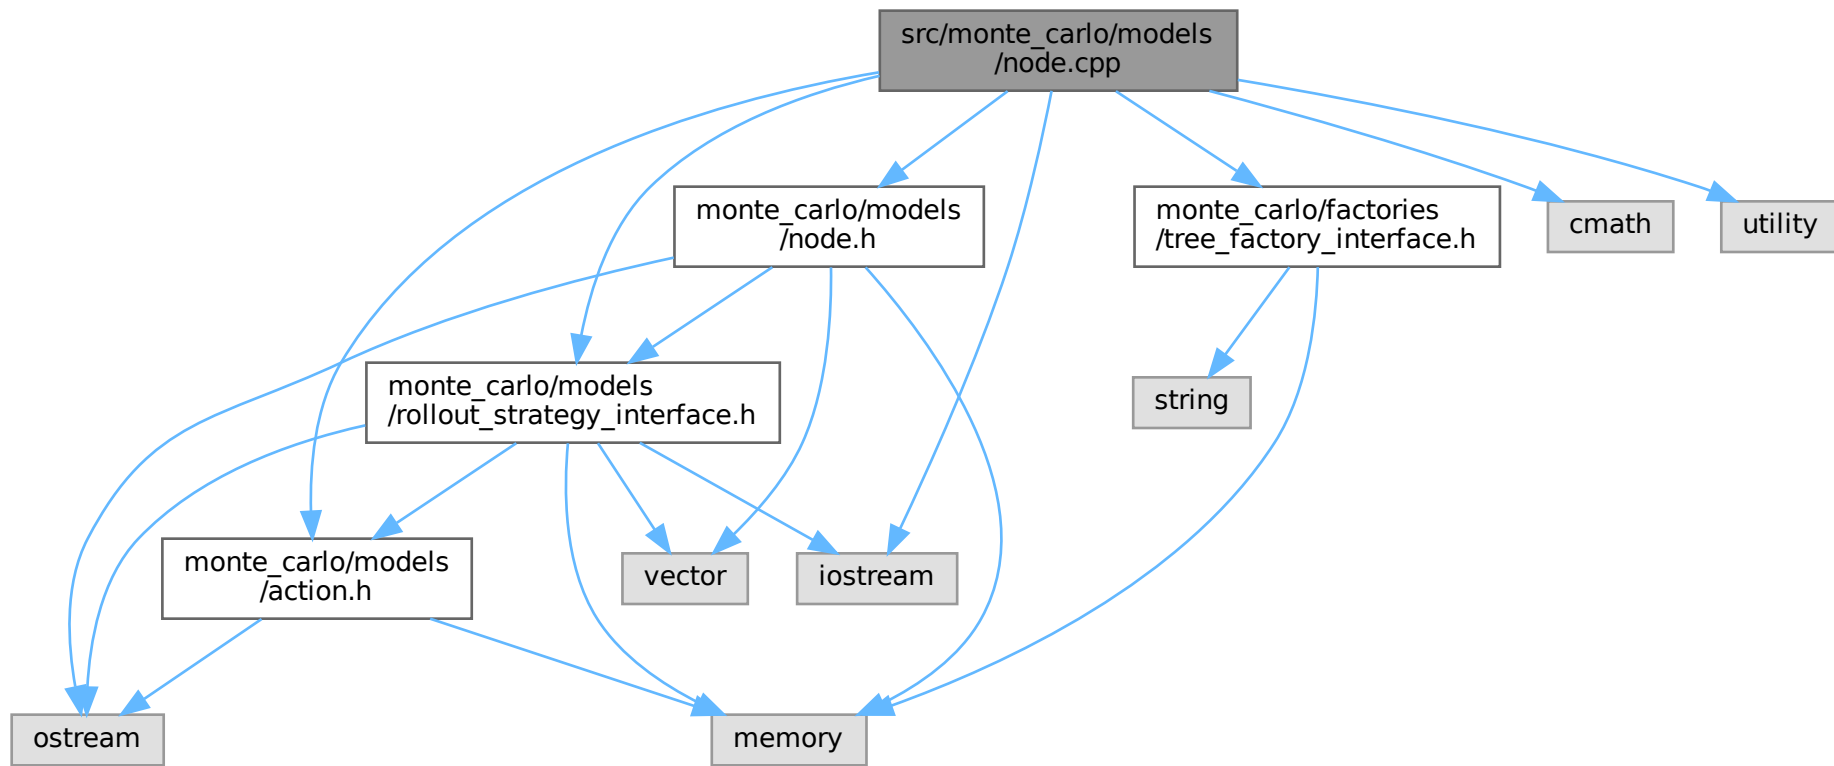 src/monte_carlo/models
/node.cpp
monte_carlo/models
/node.h
monte_carlo/factories
/tree_factory_interface.h
cmath
utility
monte_carlo/models
/rollout_strategy_interface.h
string
monte_carlo/models
/action.h
vector
iostream
ostream
memory